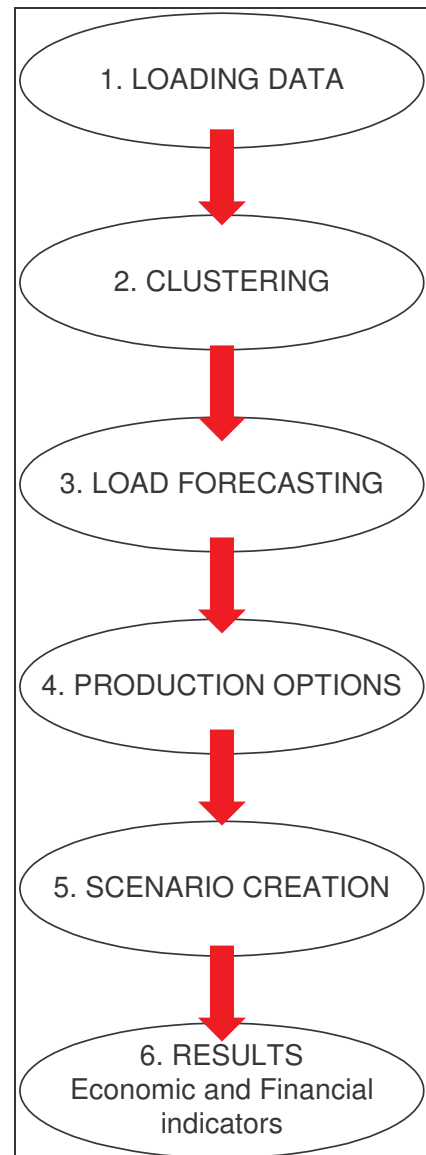 1. LOADING DATA
2. CLUSTERING
3. LOAD FORECASTING
4. PRODUCTION OPTIONS
5. SCENARIO CREATION
6. RESULTS
Economic and Financial
indicators